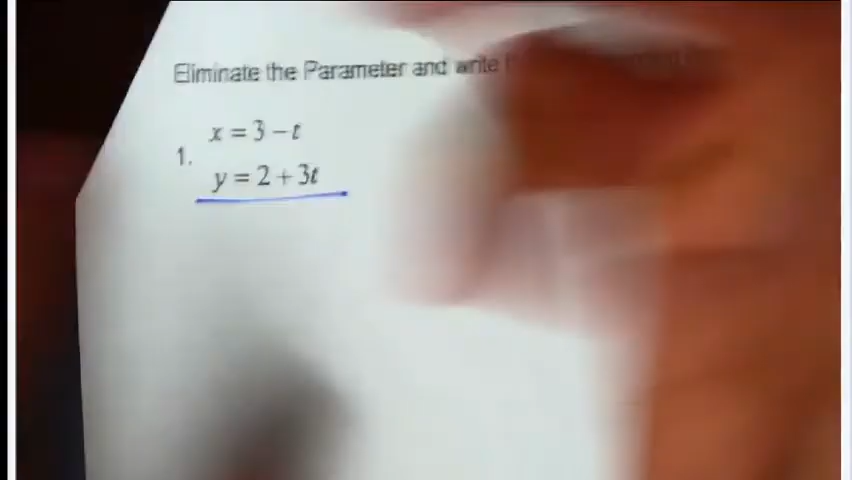 Eliminate the Parameter and write
1.
x = 3 − t
y = 2 + 3t